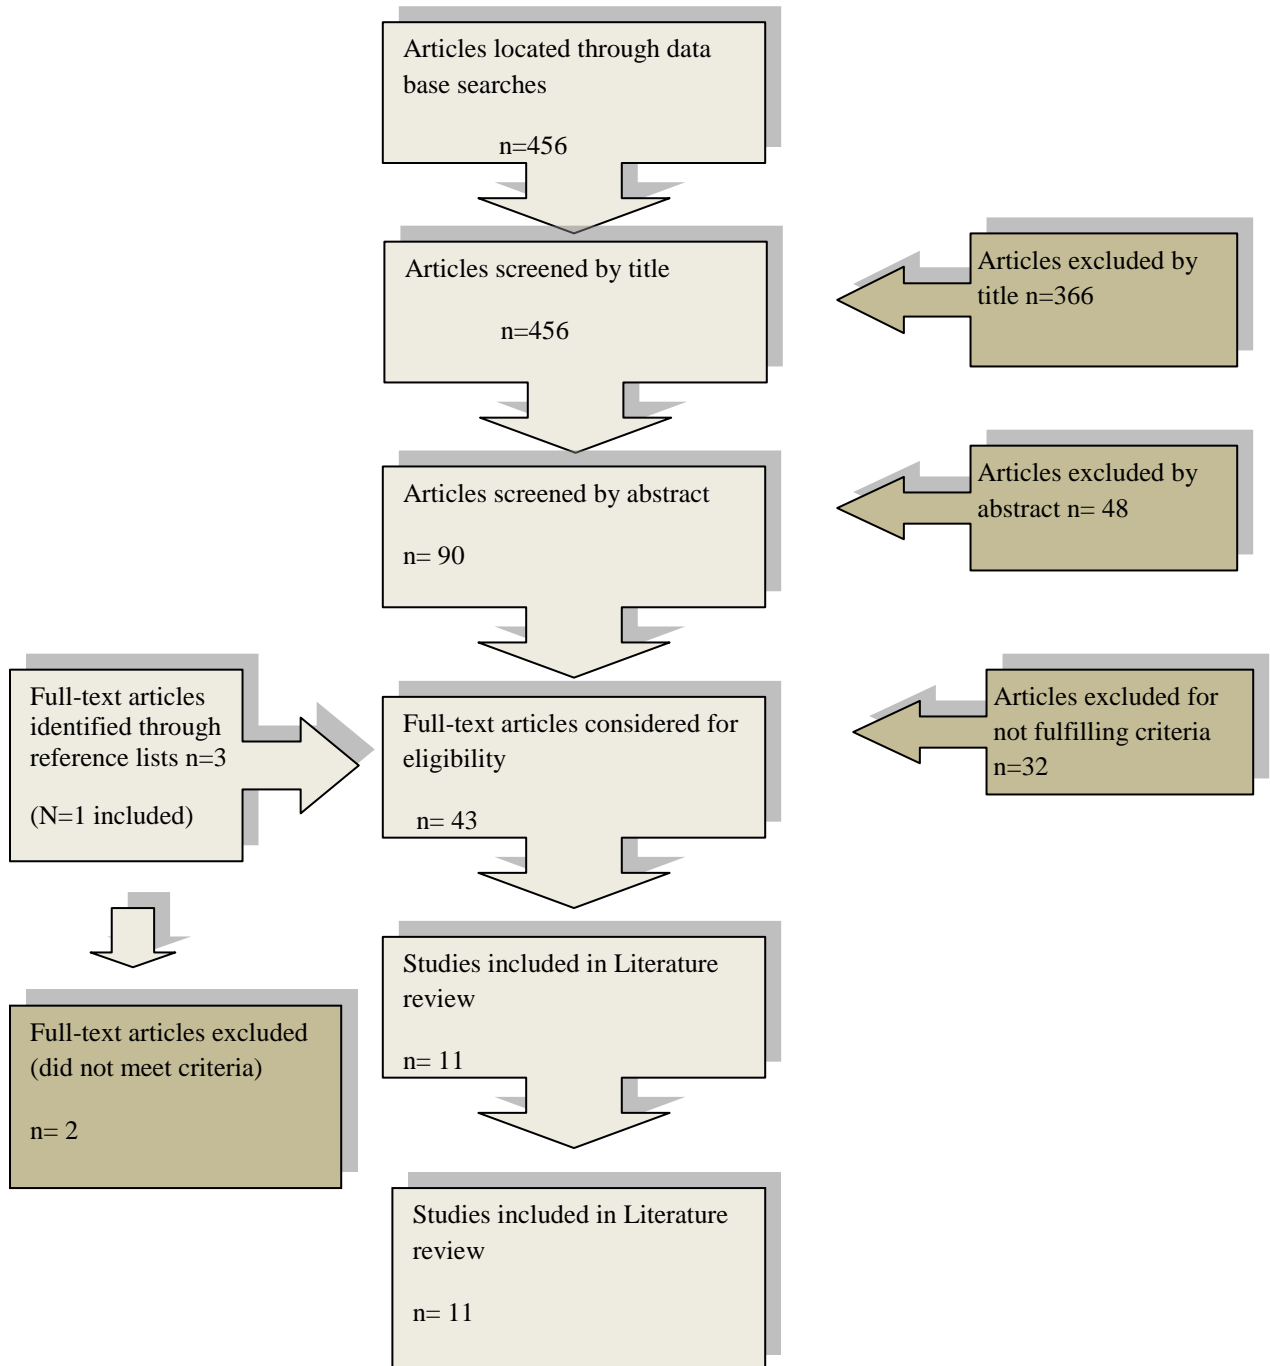 Articles located through data
base searches
n=456
Articles screened by title
n=456
Articles excluded by
title n=366
Articles screened by abstract
n= 90
Articles excluded by
abstract n= 48
Full-text articles
identified through
reference lists n=3
(N=1 included)
Full-text articles considered for
eligibility
n= 43
Articles excluded for
not fulfilling criteria
n=32
Full-text articles excluded
(did not meet criteria)
n= 2
Studies included in Literature
review
n= 11
Studies included in Literature
review
n= 11